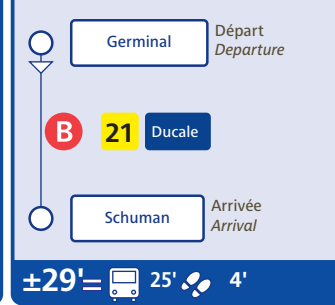 Germinal Départ
Departure
B 21 Ducale
Schuman Arrivée
Arrival
±29'= 25' 4'